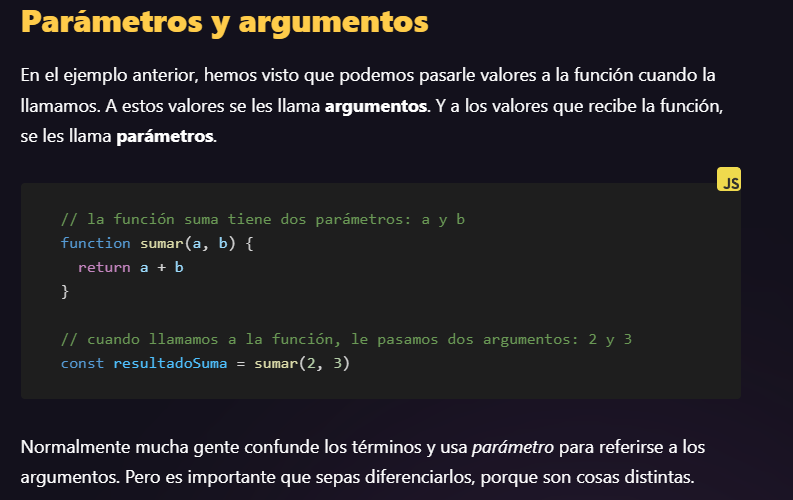 Parámetros y argumentos
En el ejemplo anterior, hemos visto que podemos pasarle valores a la función cuando la
llamamos. A estos valores se les llama argumentos. Y a los valores que recibe la función,
se les llama parámetros.
JS
// la función suma tiene dos parámetros: a y b
function sumar(a, b) {
  return a + b
}
// cuando llamamos a la función, le pasamos dos argumentos: 2 y 3
const resultadoSuma = sumar(2, 3)
Normalmente mucha gente confunde los términos y usa parámetro para referirse a los
argumentos. Pero es importante que sepas diferenciarlos, porque son cosas distintas.